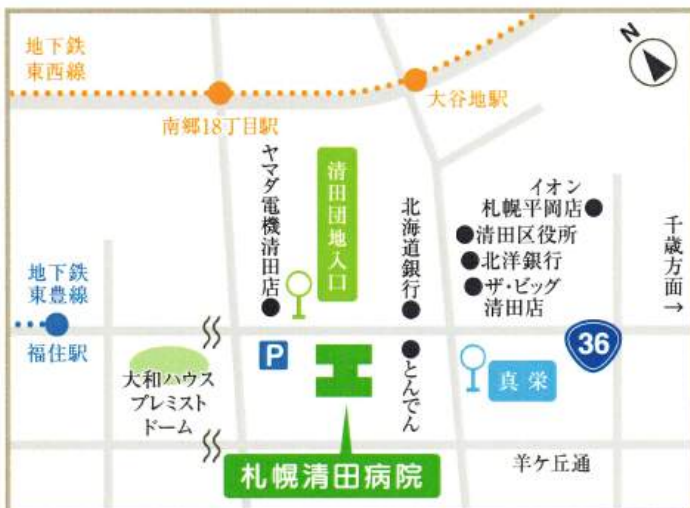 地下鉄
東西線
N
大谷地駅
南郷18丁目駅
ヤマダ電機清田店
清田団地入口
北海道銀行
イオン
札幌平岡店
清田区役所
北洋銀行
ザ・ビッグ
清田店
千歳方面→
地下鉄
東豊線
福住駅
36
P
大和ハウス
プレミスト
ドーム
とんでん
真栄
羊ケ丘通
札幌清田病院